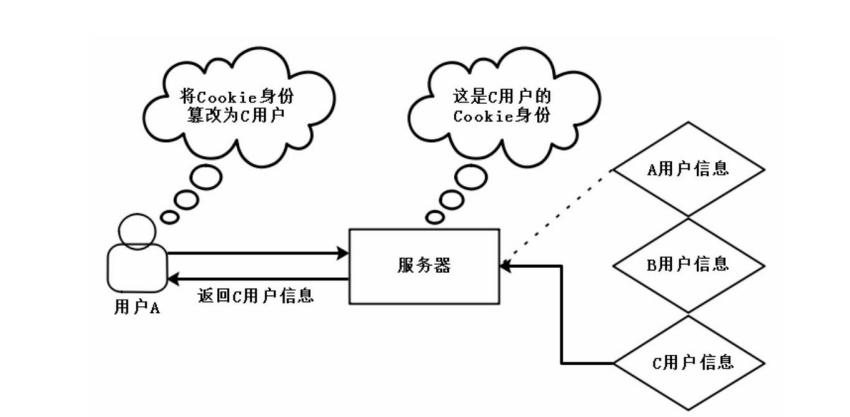 将Cookie身份
篡改为C用户
这是C用户的
Cookie身份
A用户信息
B用户信息
C用户信息
服务器
返回C用户信息
用户A